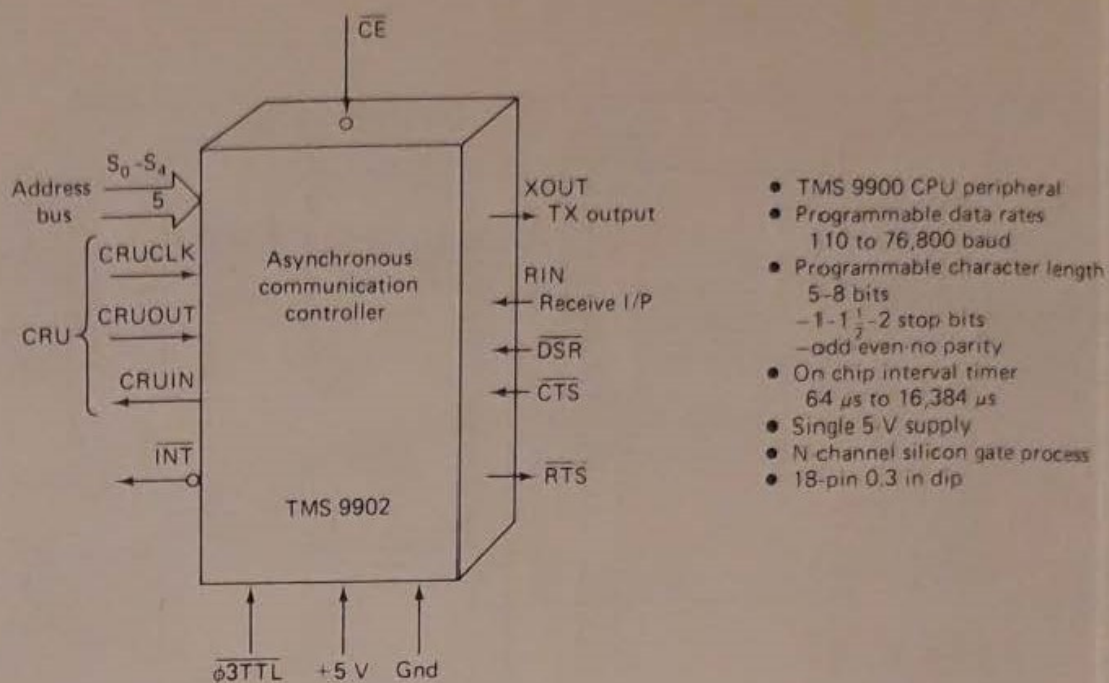 CE
S0-S4
Address bus
5
CRUCLK
CRUOUT
CRU
CRUIN
INT
Asynchronous
communication
controller
TMS 9902
XOUT
TX output
RIN
Receive I/P
DSR
CTS
RTS
φ3TTL
+5 V
Gnd
• TMS 9900 CPU peripheral
• Programmable data rates
110 to 76,800 baud
• Programmable character length
5-8 bits
-1-1 1/2-2 stop bits
-odd even-no parity
• On chip interval timer
64 μs to 16,384 μs
• Single 5 V supply
• N channel silicon gate process
• 18-pin 0.3 in dip